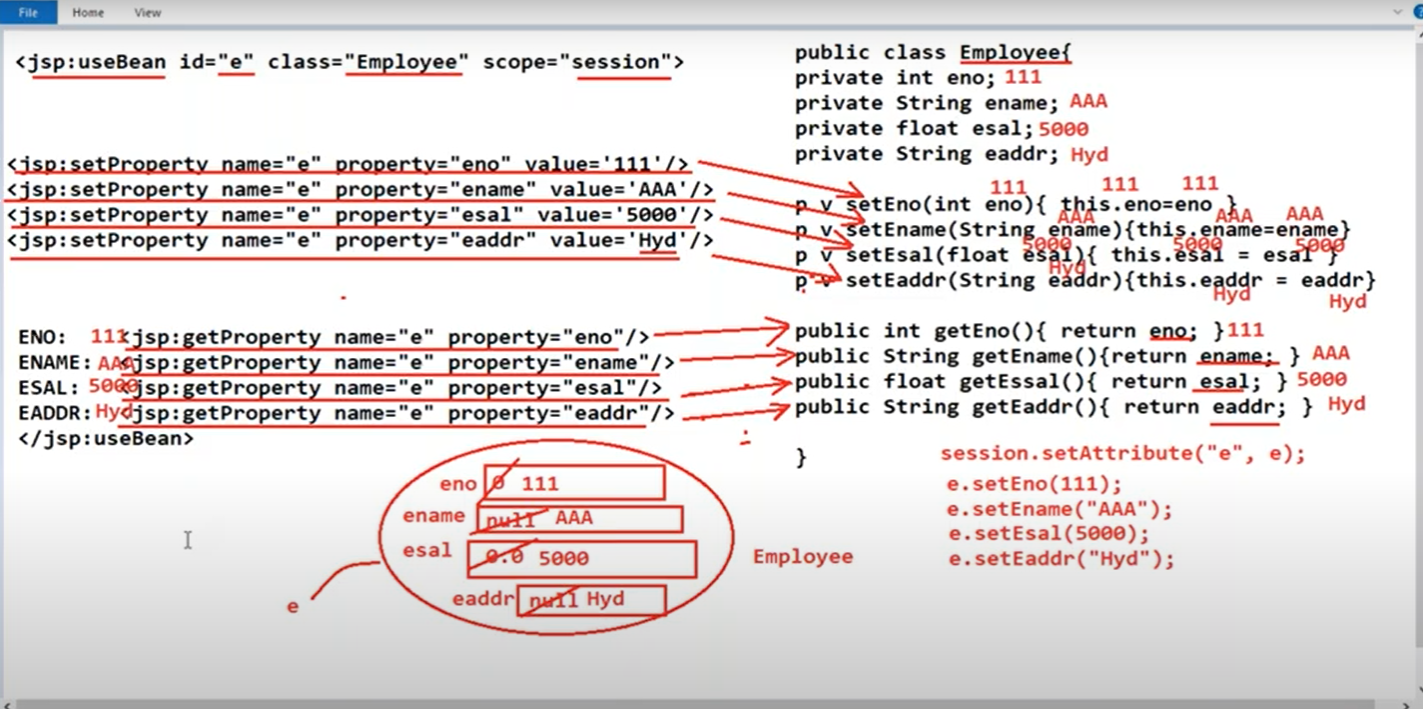 File Home View
<jsp:useBean id="e" class="Employee" scope="session">
<jsp:setProperty name="e" property="eno" value='111'/>
<jsp:setProperty name="e" property="ename" value='AAA'/>
<jsp:setProperty name="e" property="esal" value='5000'/>
<jsp:setProperty name="e" property="eaddr" value='Hyd'/>
ENO: 111<jsp:getProperty name="e" property="eno"/>
ENAME: AAA<jsp:getProperty name="e" property="ename"/>
ESAL: 5000<jsp:getProperty name="e" property="esal"/>
EADDR: Hyd<jsp:getProperty name="e" property="eaddr"/>
</jsp:useBean>
public class Employee{
private int eno; 111
private String ename; AAA
private float esal; 5000
private String eaddr; Hyd
111 111 111
p v setEno(int eno){ this.eno=eno }
AAA AAA AAA
p v setEname(String ename){this.ename=ename}
5000 5000 5000
p v setEsal(float esal){ this.esal = esal }
Hyd
p v setEaddr(String eaddr){this.eaddr = eaddr}
Hyd Hyd
public int getEno(){ return eno; }111
public String getEname(){return ename; } AAA
public float getEssal(){ return esal; } 5000
public String getEaddr(){ return eaddr; } Hyd
}
session.setAttribute("e", e);
e.setEno(111);
e.setEname("AAA");
e.setEsal(5000);
e.setEaddr("Hyd");
eno 0 111
ename null AAA
esal 0.0 5000
eaddr null Hyd
Employee
e